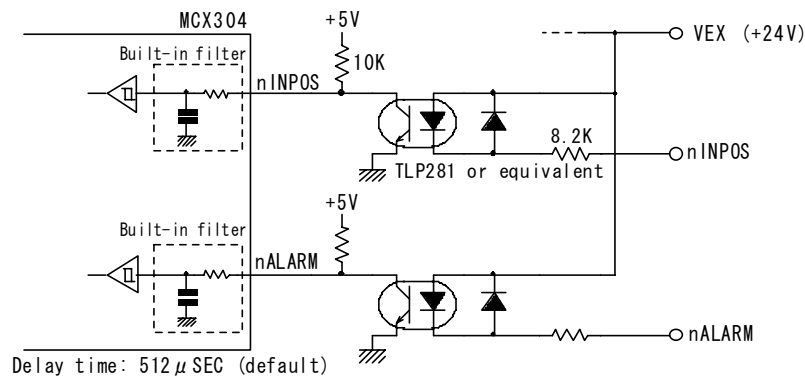 MCX304
+5V
VEX (+24V)
Built-in filter
10K
nINPOS
8.2K
nINPOS
TLP281 or equivalent
+5V
Built-in filter
nALARM
nALARM
Delay time: 512μSEC (default)